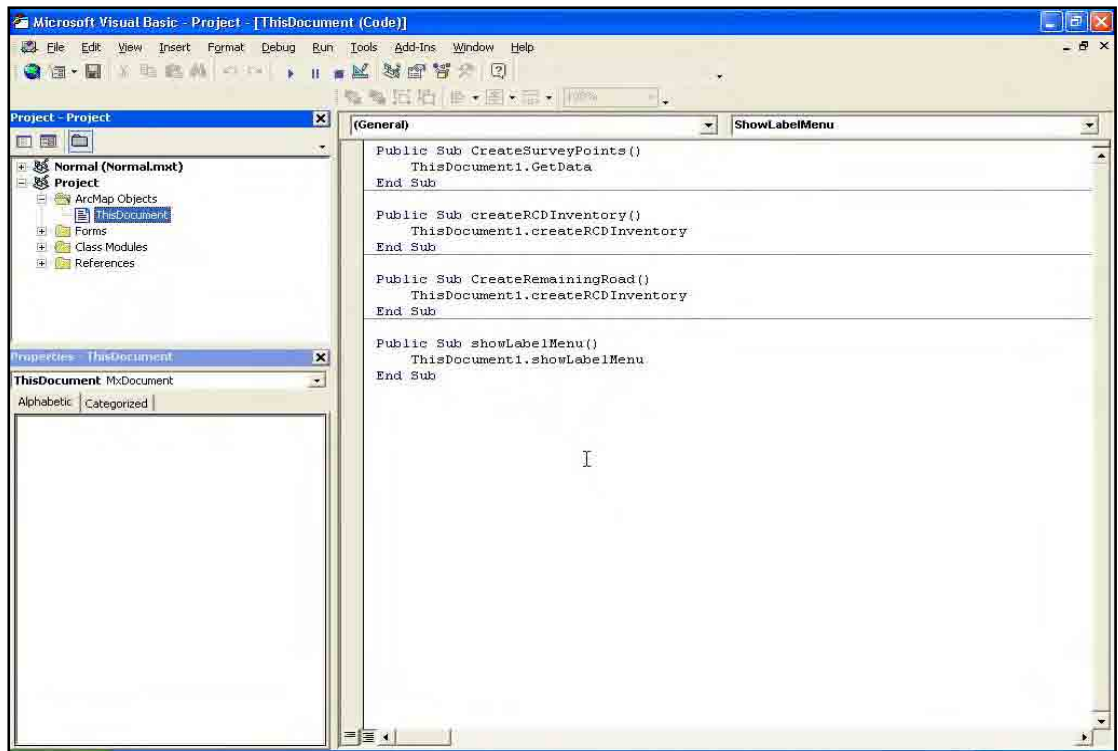 Microsoft Visual Basic - Project - [ThisDocument (Code)]
File Edit View Insert Format Debug Run Tools Add-Ins Window Help
100%
Project - Project
Normal (Normal.mxt)
Project
ArcMap Objects
ThisDocument
Forms
Class Modules
References
Properties - ThisDocument
ThisDocument MxDocument
Alphabetic Categorized
(General) ShowLabelMenu
Public Sub CreateSurveyPoints()
ThisDocument1.GetData
End Sub
Public Sub createRCDInventory()
ThisDocument1.createRCDInventory
End Sub
Public Sub CreateRemainingRoad()
ThisDocument1.createRCDInventory
End Sub
Public Sub showLabelMenu()
ThisDocument1.showLabelMenu
End Sub